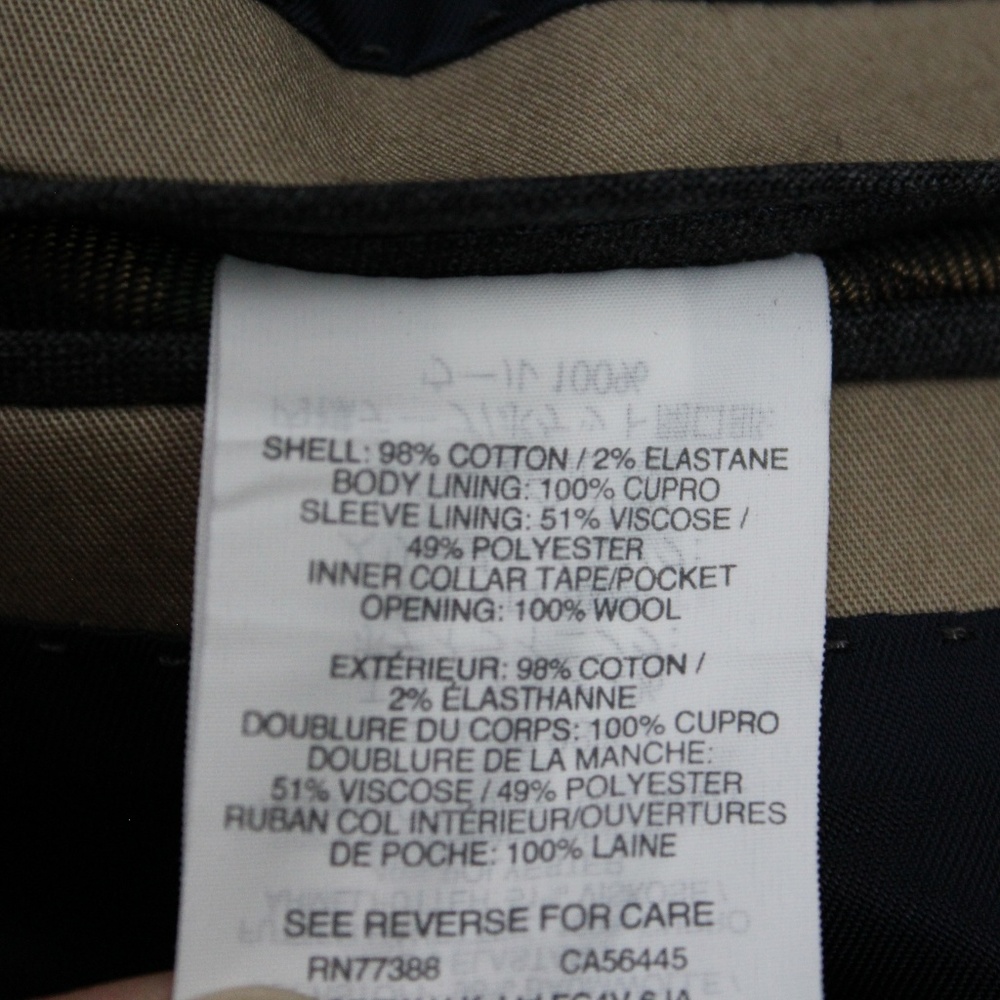 SHELL: 98% COTTON / 2% ELASTANE
BODY LINING: 100% CUPRO
SLEEVE LINING: 51% VISCOSE /
49% POLYESTER
INNER COLLAR TAPE/POCKET
OPENING: 100% WOOL
EXTÉRIEUR: 98% COTON /
2% ÉLASTHANNE
DOUBLURE DU CORPS: 100% CUPRO
DOUBLURE DE LA MANCHE:
51% VISCOSE / 49% POLYESTER
RUBAN COL INTÉRIEUR/OUVERTURES
DE POCHE: 100% LAINE
SEE REVERSE FOR CARE
RN77388 CA56445